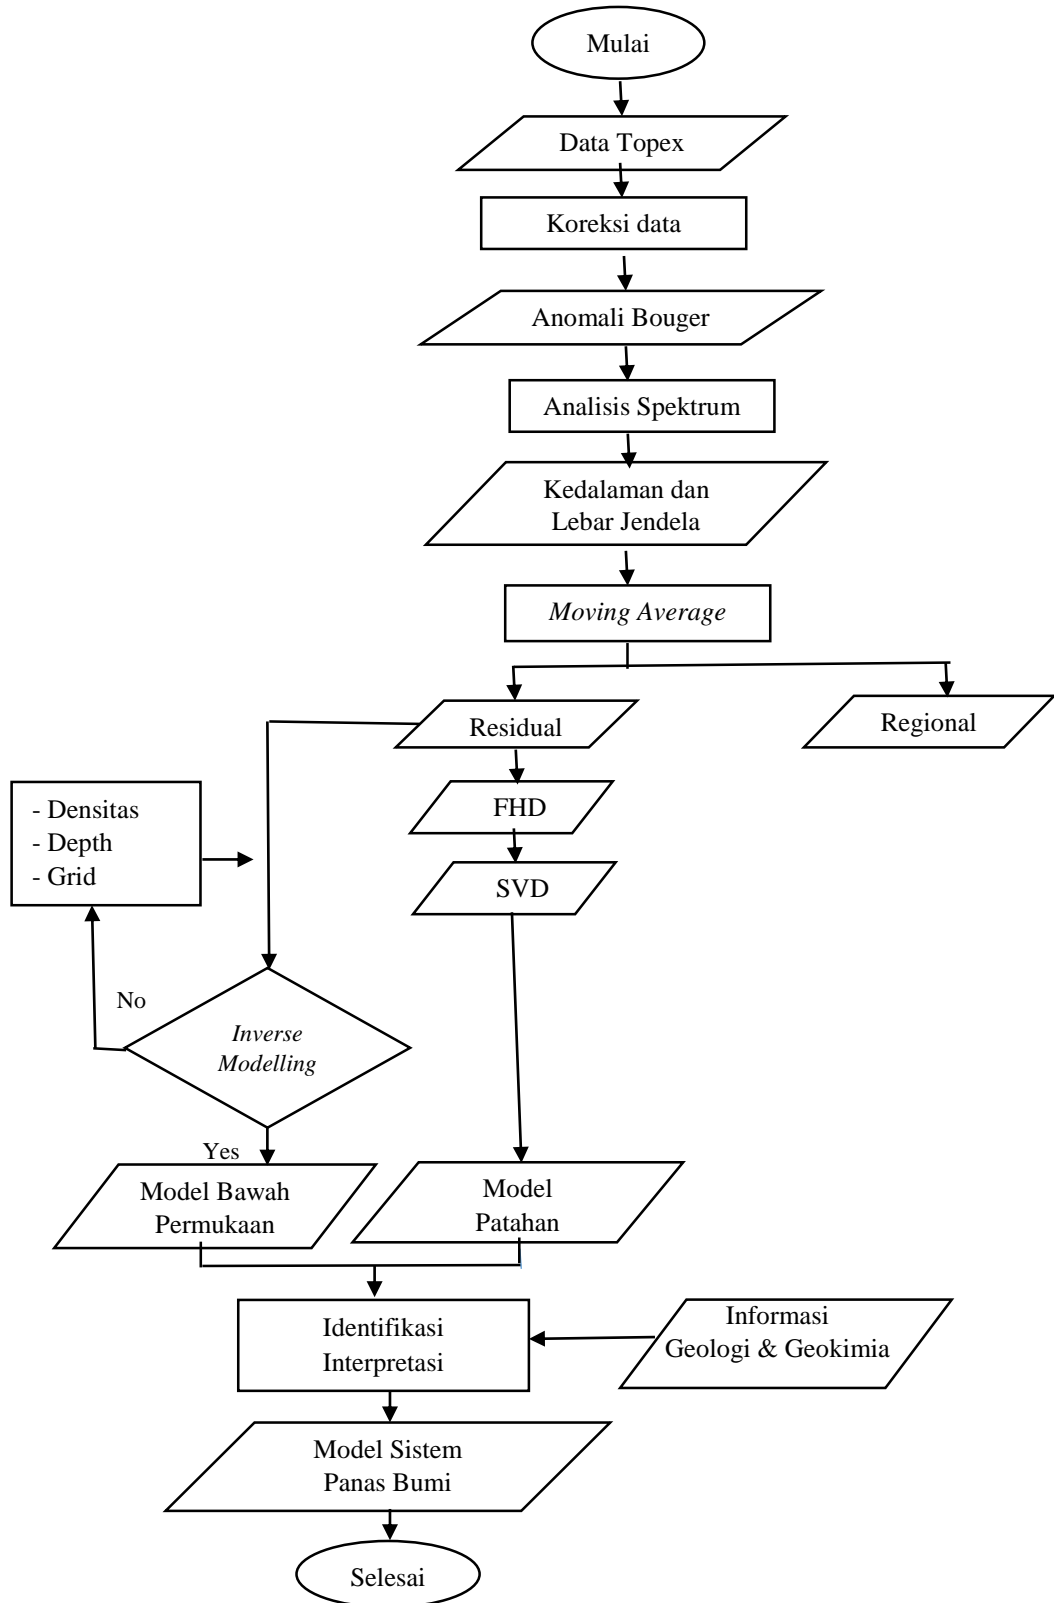 Mulai
Data Topex
Koreksi data
Anomali Bouger
Analisis Spektrum
Kedalaman dan
Lebar Jendela
Moving Average
Residual
Regional
- Densitas
- Depth
- Grid
FHD
SVD
No
Inverse
Modelling
Yes
Model Bawah
Permukaan
Model
Patahan
Identifikasi
Interpretasi
Informasi
Geologi & Geokimia
Model Sistem
Panas Bumi
Selesai